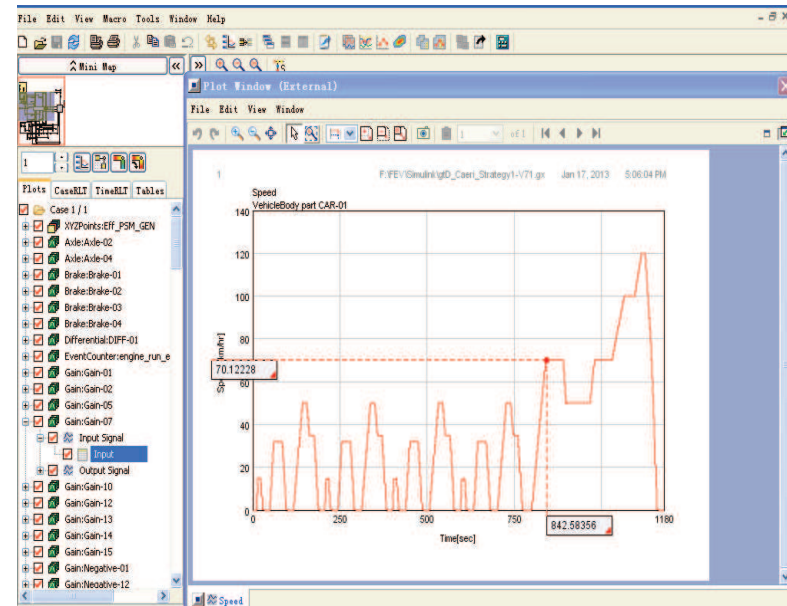 File Edit View Macro Tools Window Help
Mini Map
Plot Window (External)
File Edit View Window
1 of 1
1
Plots CaseRLT TimeRLT Tables
Case 1 / 1
XYZPoints:Eff_PSM_GEN
Axle:Axle-02
Axle:Axle-04
Brake:Brake-01
Brake:Brake-02
Brake:Brake-03
Brake:Brake-04
Differential:DIFF-01
EventCounter:engine_run_e
Gain:Gain-01
Gain:Gain-02
Gain:Gain-05
Gain:Gain-07
Input Signal
Input
Output Signal
Gain:Gain-10
Gain:Gain-12
Gain:Gain-13
Gain:Gain-14
Gain:Gain-15
Gain:Negative-01
Gain:Negative-12
1 F:\FEV\Simulink\gtD_Caeri_Strategy1-V71.gx Jan 17, 2013 5:06:04 PM
Speed
VehicleBody part CAR-01
140
120
100
80
70.12228
60
40
20
0
0 250 500 750 1180
842.58356
Time[sec]
Speed